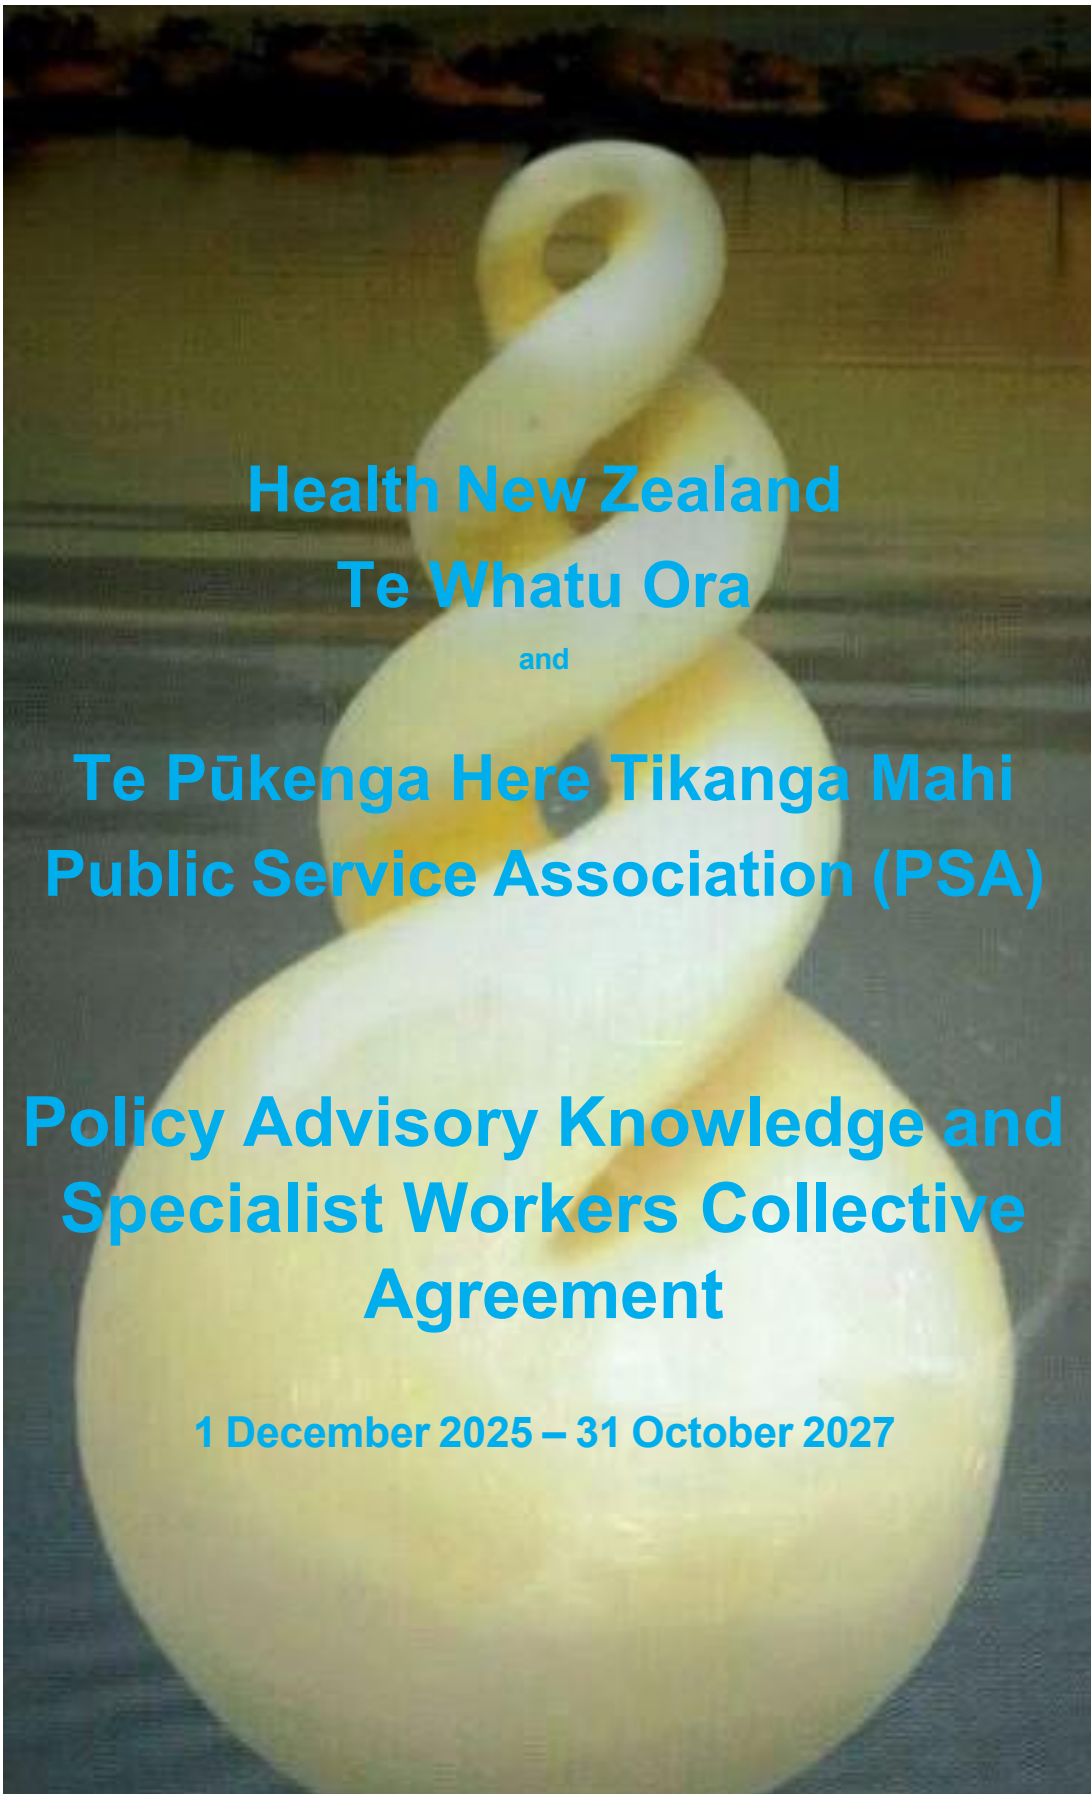 Health New Zealand
Te Whatu Ora
and
Te Pūkenga Here Tikanga Mahi
Public Service Association (PSA)
Policy Advisory Knowledge and
Specialist Workers Collective
Agreement
1 December 2025 – 31 October 2027